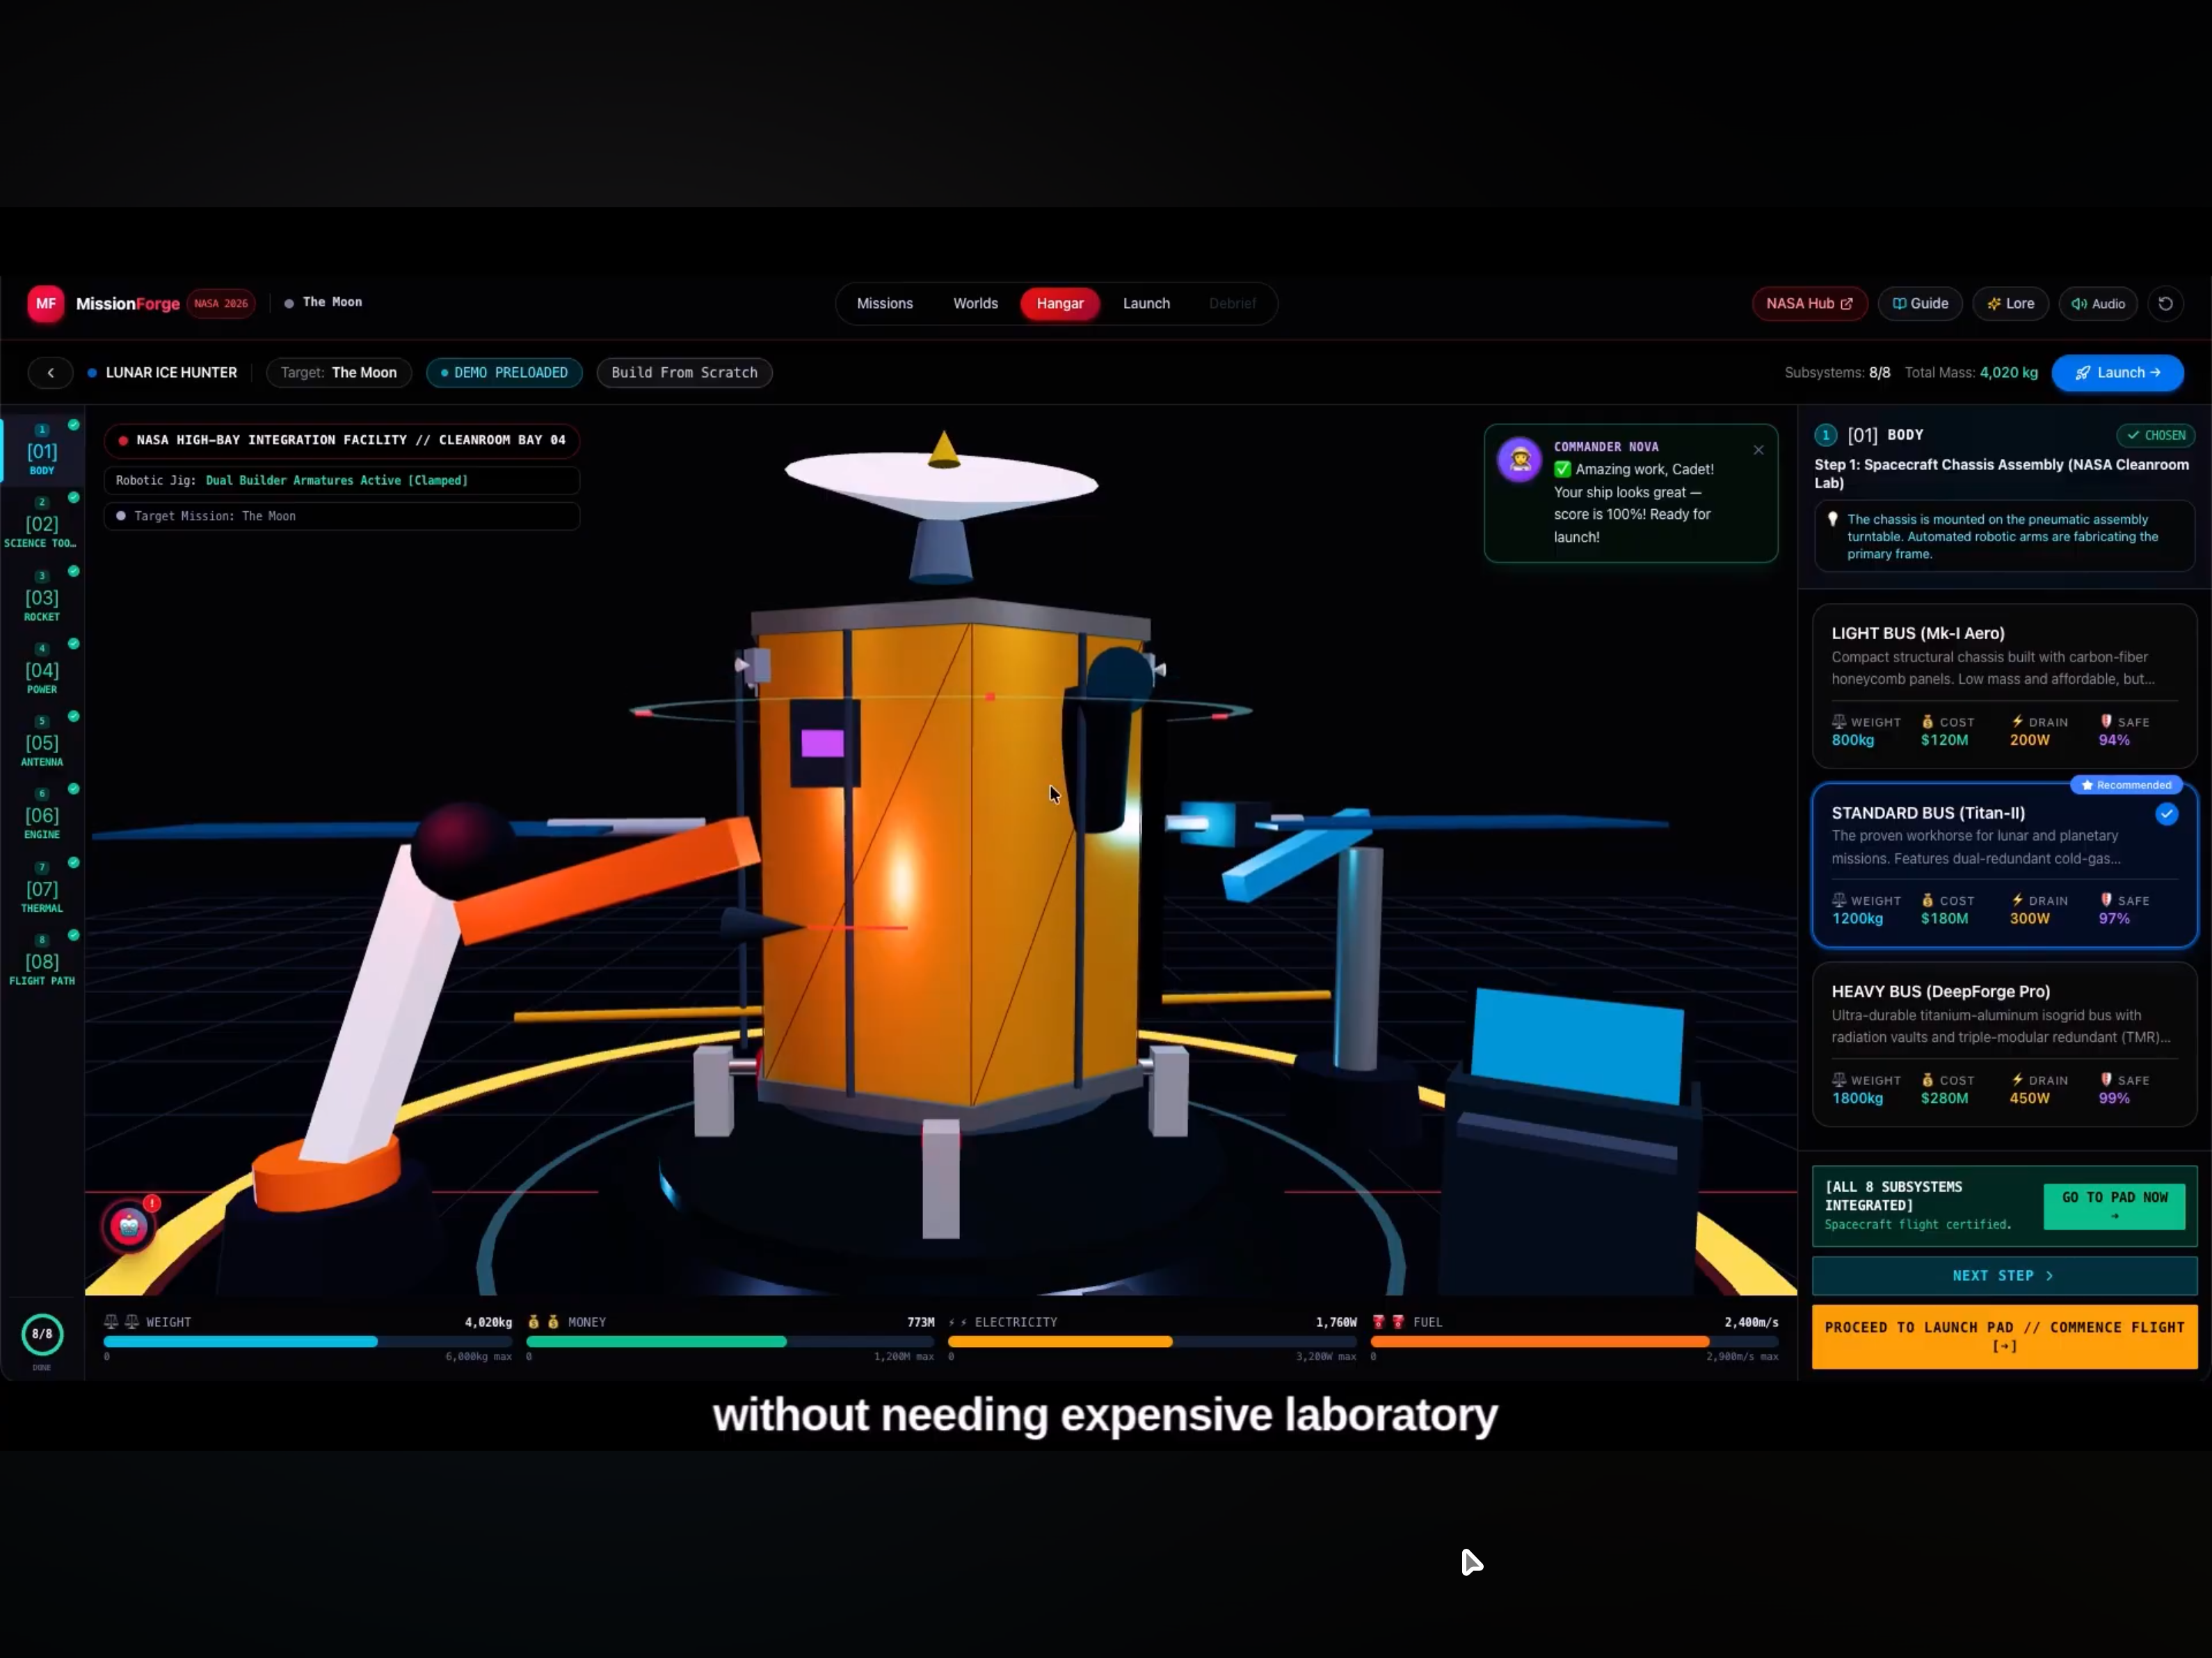 MF MissionForge NASA 2026 The Moon
Missions Worlds Hangar Launch Debrief
NASA Hub Guide Lore Audio
LUNAR ICE HUNTER Target: The Moon DEMO PRELOADED Build From Scratch
Subsystems: 8/8 Total Mass: 4,020 kg Launch →
1
[01]
BODY
2
[02]
SCIENCE TOO…
3
[03]
ROCKET
4
[04]
POWER
5
[05]
ANTENNA
6
[06]
ENGINE
7
[07]
THERMAL
8
[08]
FLIGHT PATH
8/8
DONE
NASA HIGH-BAY INTEGRATION FACILITY // CLEANROOM BAY 04
Robotic Jig: Dual Builder Armatures Active [Clamped]
Target Mission: The Moon
COMMANDER NOVA
✅ Amazing work, Cadet!
Your ship looks great —
score is 100%! Ready for
launch!
!
WEIGHT 4,020kg
0 6,000kg max
MONEY 773M
0 1,200M max
ELECTRICITY 1,760W
0 3,200W max
FUEL 2,400m/s
0 2,900m/s max
1 [01] BODY CHOSEN
Step 1: Spacecraft Chassis Assembly (NASA Cleanroom
Lab)
The chassis is mounted on the pneumatic assembly
turntable. Automated robotic arms are fabricating the
primary frame.
LIGHT BUS (Mk-I Aero)
Compact structural chassis built with carbon-fiber
honeycomb panels. Low mass and affordable, but…
WEIGHT COST DRAIN SAFE
800kg $120M 200W 94%
Recommended
STANDARD BUS (Titan-II)
The proven workhorse for lunar and planetary
missions. Features dual-redundant cold-gas…
WEIGHT COST DRAIN SAFE
1200kg $180M 300W 97%
HEAVY BUS (DeepForge Pro)
Ultra-durable titanium-aluminum isogrid bus with
radiation vaults and triple-modular redundant (TMR)…
WEIGHT COST DRAIN SAFE
1800kg $280M 450W 99%
[ALL 8 SUBSYSTEMS
INTEGRATED]
Spacecraft flight certified.
GO TO PAD NOW
→
NEXT STEP >
PROCEED TO LAUNCH PAD // COMMENCE FLIGHT
[→]
without needing expensive laboratory